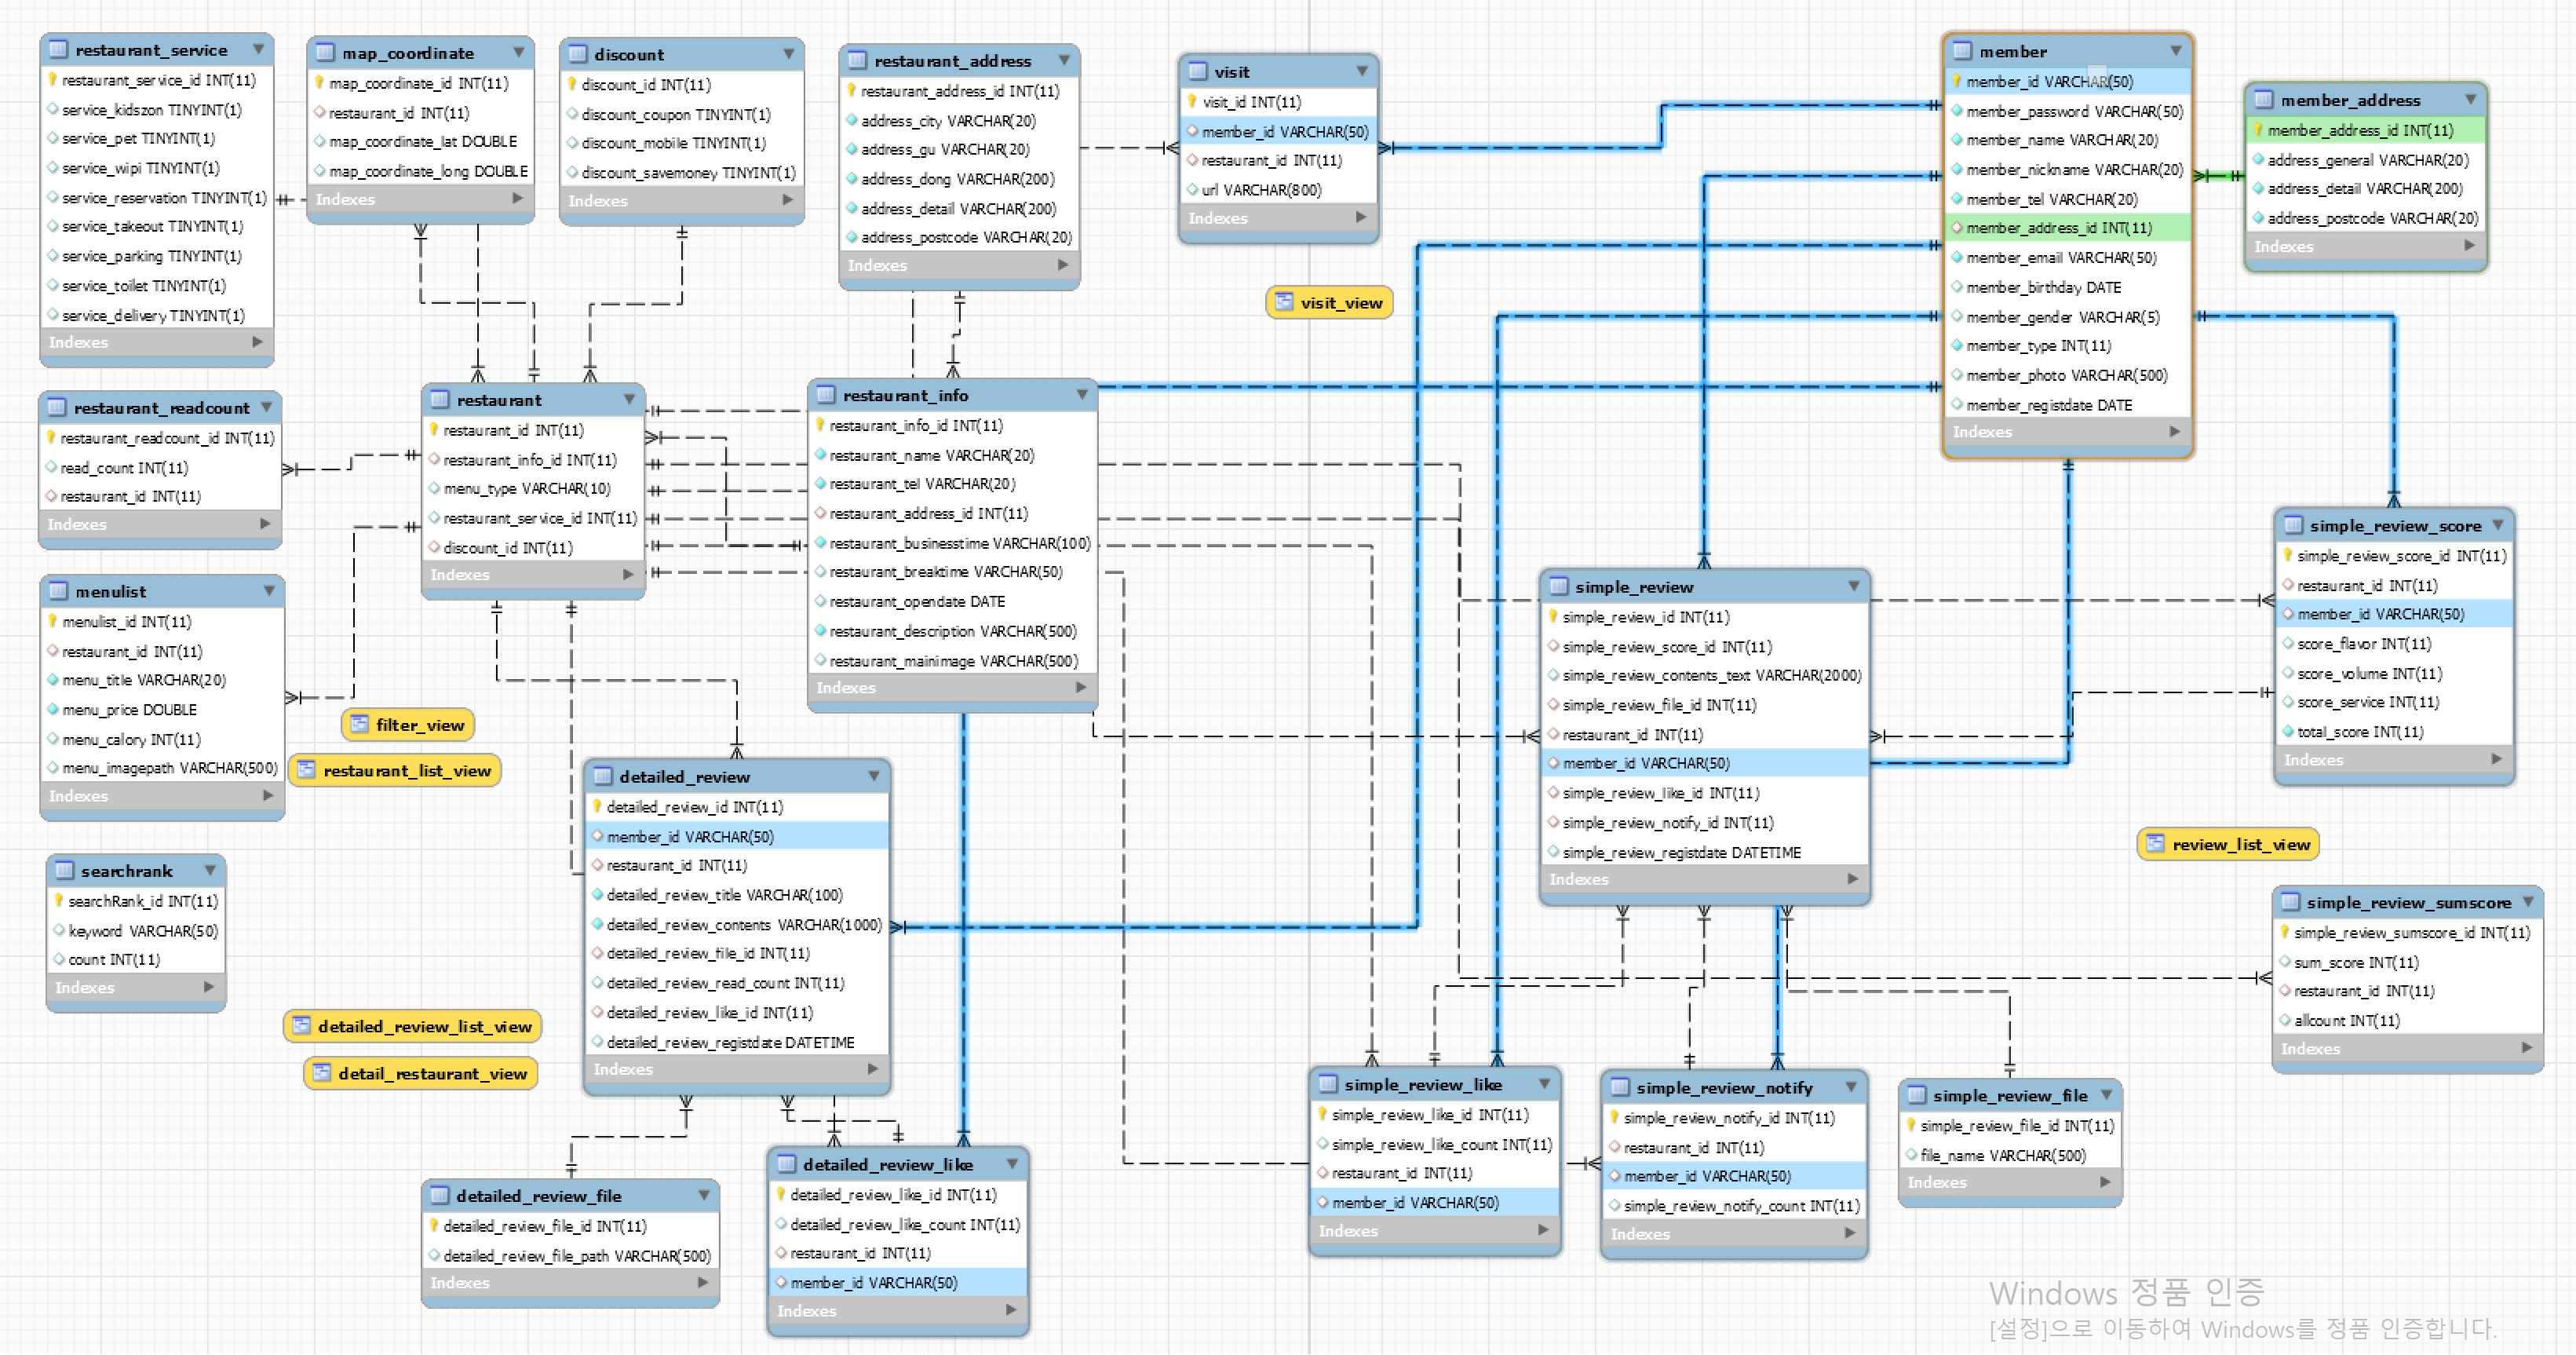 restaurant_service
restaurant_service_id INT(11)
service_kidszon TINYINT(1)
service_pet TINYINT(1)
service_wipi TINYINT(1)
service_reservation TINYINT(1)
service_takeout TINYINT(1)
service_parking TINYINT(1)
service_toilet TINYINT(1)
service_delivery TINYINT(1)
Indexes
map_coordinate
map_coordinate_id INT(11)
restaurant_id INT(11)
map_coordinate_lat DOUBLE
map_coordinate_long DOUBLE
Indexes
discount
discount_id INT(11)
discount_coupon TINYINT(1)
discount_mobile TINYINT(1)
discount_savemoney TINYINT(1)
Indexes
restaurant_address
restaurant_address_id INT(11)
address_city VARCHAR(20)
address_gu VARCHAR(20)
address_dong VARCHAR(200)
address_detail VARCHAR(200)
address_postcode VARCHAR(20)
Indexes
visit
visit_id INT(11)
member_id VARCHAR(50)
restaurant_id INT(11)
url VARCHAR(800)
Indexes
visit_view
member
member_id VARCHAR(50)
member_password VARCHAR(50)
member_name VARCHAR(20)
member_nickname VARCHAR(20)
member_tel VARCHAR(20)
member_address_id INT(11)
member_email VARCHAR(50)
member_birthday DATE
member_gender VARCHAR(5)
member_type INT(11)
member_photo VARCHAR(500)
member_registdate DATE
Indexes
member_address
member_address_id INT(11)
address_general VARCHAR(20)
address_detail VARCHAR(200)
address_postcode VARCHAR(20)
Indexes
restaurant_readcount
restaurant_readcount_id INT(11)
read_count INT(11)
restaurant_id INT(11)
Indexes
restaurant
restaurant_id INT(11)
restaurant_info_id INT(11)
menu_type VARCHAR(10)
restaurant_service_id INT(11)
discount_id INT(11)
Indexes
restaurant_info
restaurant_info_id INT(11)
restaurant_name VARCHAR(20)
restaurant_tel VARCHAR(20)
restaurant_address_id INT(11)
restaurant_businesstime VARCHAR(100)
restaurant_breaktime VARCHAR(50)
restaurant_opendate DATE
restaurant_description VARCHAR(500)
restaurant_mainimage VARCHAR(500)
Indexes
menulist
menulist_id INT(11)
restaurant_id INT(11)
menu_title VARCHAR(20)
menu_price DOUBLE
menu_calory INT(11)
menu_imagepath VARCHAR(500)
Indexes
filter_view
restaurant_list_view
simple_review
simple_review_id INT(11)
simple_review_score_id INT(11)
simple_review_contents_text VARCHAR(2000)
simple_review_file_id INT(11)
restaurant_id INT(11)
member_id VARCHAR(50)
simple_review_like_id INT(11)
simple_review_notify_id INT(11)
simple_review_registdate DATETIME
Indexes
simple_review_score
simple_review_score_id INT(11)
restaurant_id INT(11)
member_id VARCHAR(50)
score_flavor INT(11)
score_volume INT(11)
score_service INT(11)
total_score INT(11)
Indexes
review_list_view
detailed_review
detailed_review_id INT(11)
member_id VARCHAR(50)
restaurant_id INT(11)
detailed_review_title VARCHAR(100)
detailed_review_contents VARCHAR(1000)
detailed_review_file_id INT(11)
detailed_review_read_count INT(11)
detailed_review_like_id INT(11)
detailed_review_registdate DATETIME
Indexes
searchrank
searchRank_id INT(11)
keyword VARCHAR(50)
count INT(11)
Indexes
detailed_review_list_view
detail_restaurant_view
simple_review_sumscore
simple_review_sumscore_id INT(11)
sum_score INT(11)
restaurant_id INT(11)
allcount INT(11)
Indexes
detailed_review_file
detailed_review_file_id INT(11)
detailed_review_file_path VARCHAR(500)
Indexes
detailed_review_like
detailed_review_like_id INT(11)
detailed_review_like_count INT(11)
restaurant_id INT(11)
member_id VARCHAR(50)
Indexes
simple_review_like
simple_review_like_id INT(11)
simple_review_like_count INT(11)
restaurant_id INT(11)
member_id VARCHAR(50)
Indexes
simple_review_notify
simple_review_notify_id INT(11)
restaurant_id INT(11)
member_id VARCHAR(50)
simple_review_notify_count INT(11)
Indexes
simple_review_file
simple_review_file_id INT(11)
file_name VARCHAR(500)
Indexes
Windows 정품 인증
[설정]으로 이동하여 Windows를 정품 인증합니다.